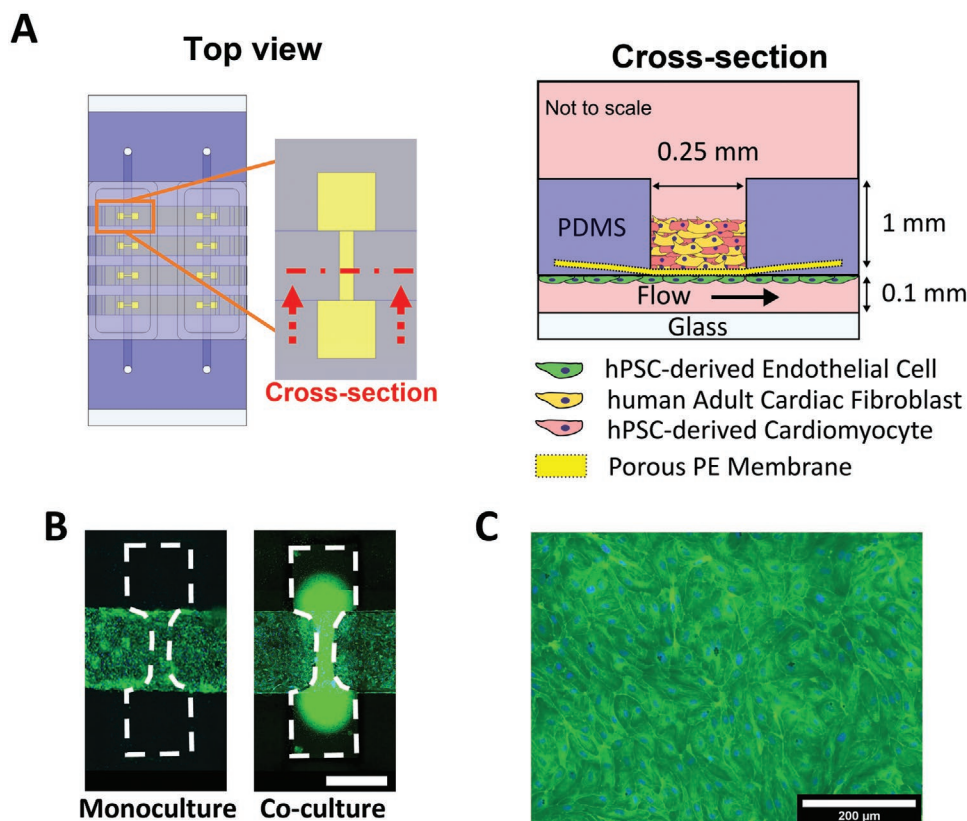 A
Top view
Cross-section
Cross-section
Not to scale
0.25 mm
PDMS
1 mm
Flow
0.1 mm
Glass
hPSC-derived Endothelial Cell
human Adult Cardiac Fibroblast
hPSC-derived Cardiomyocyte
Porous PE Membrane
B
Monoculture
Co-culture
C
200 µm